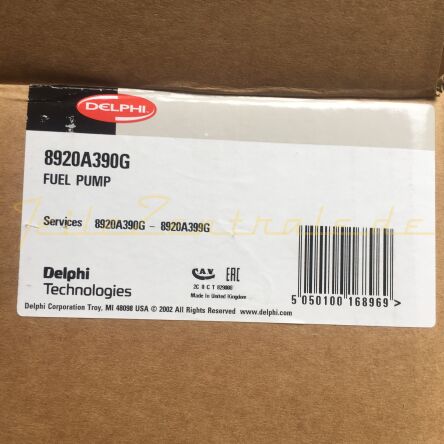 DELPHI
8920A390G
FUEL PUMP
Services 8920A390G - 8920A399G
Delphi
Technologies
CAV EAC
Made in United Kingdom
5 050100 168969 >
Delphi Corporation Troy, MI 48098 USA © 2002 All Rights Reserved www.delphi.com